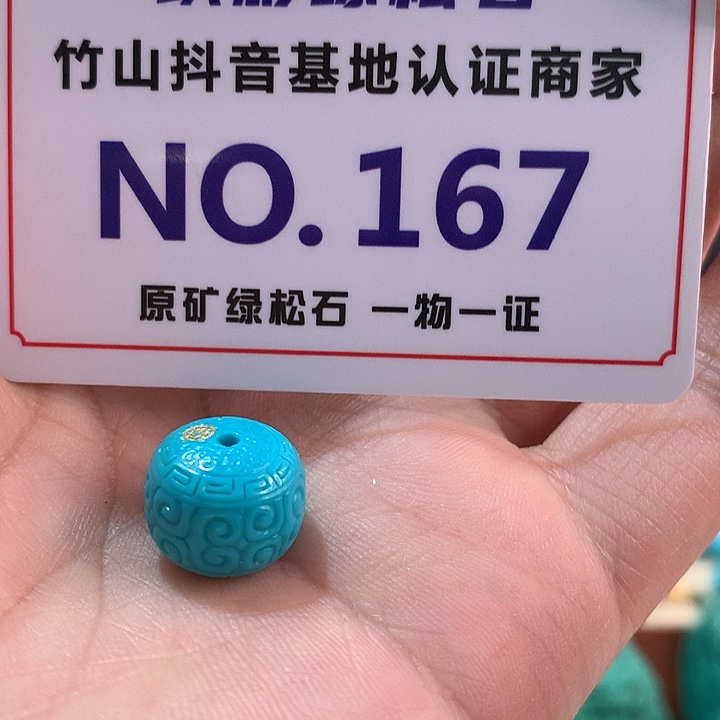 竹山抖音基地认证商家
NO.167
原矿绿松石 一物一证